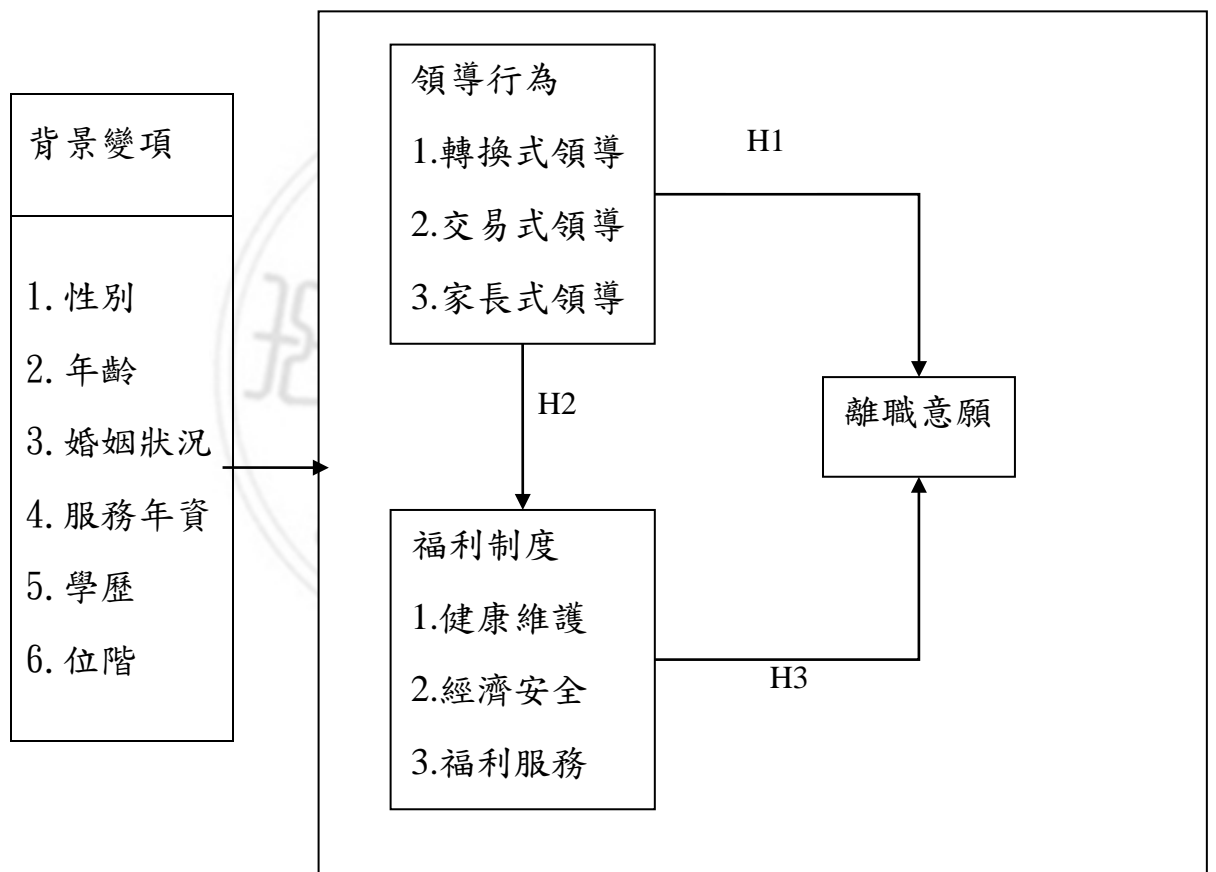 背景變項
1. 性別
2. 年齡
3. 婚姻狀況
4. 服務年資
5. 學歷
6. 位階
領導行為
1.轉換式領導
2.交易式領導
3.家長式領導
H1
H2
離職意願
福利制度
1.健康維護
2.經濟安全
3.福利服務
H3